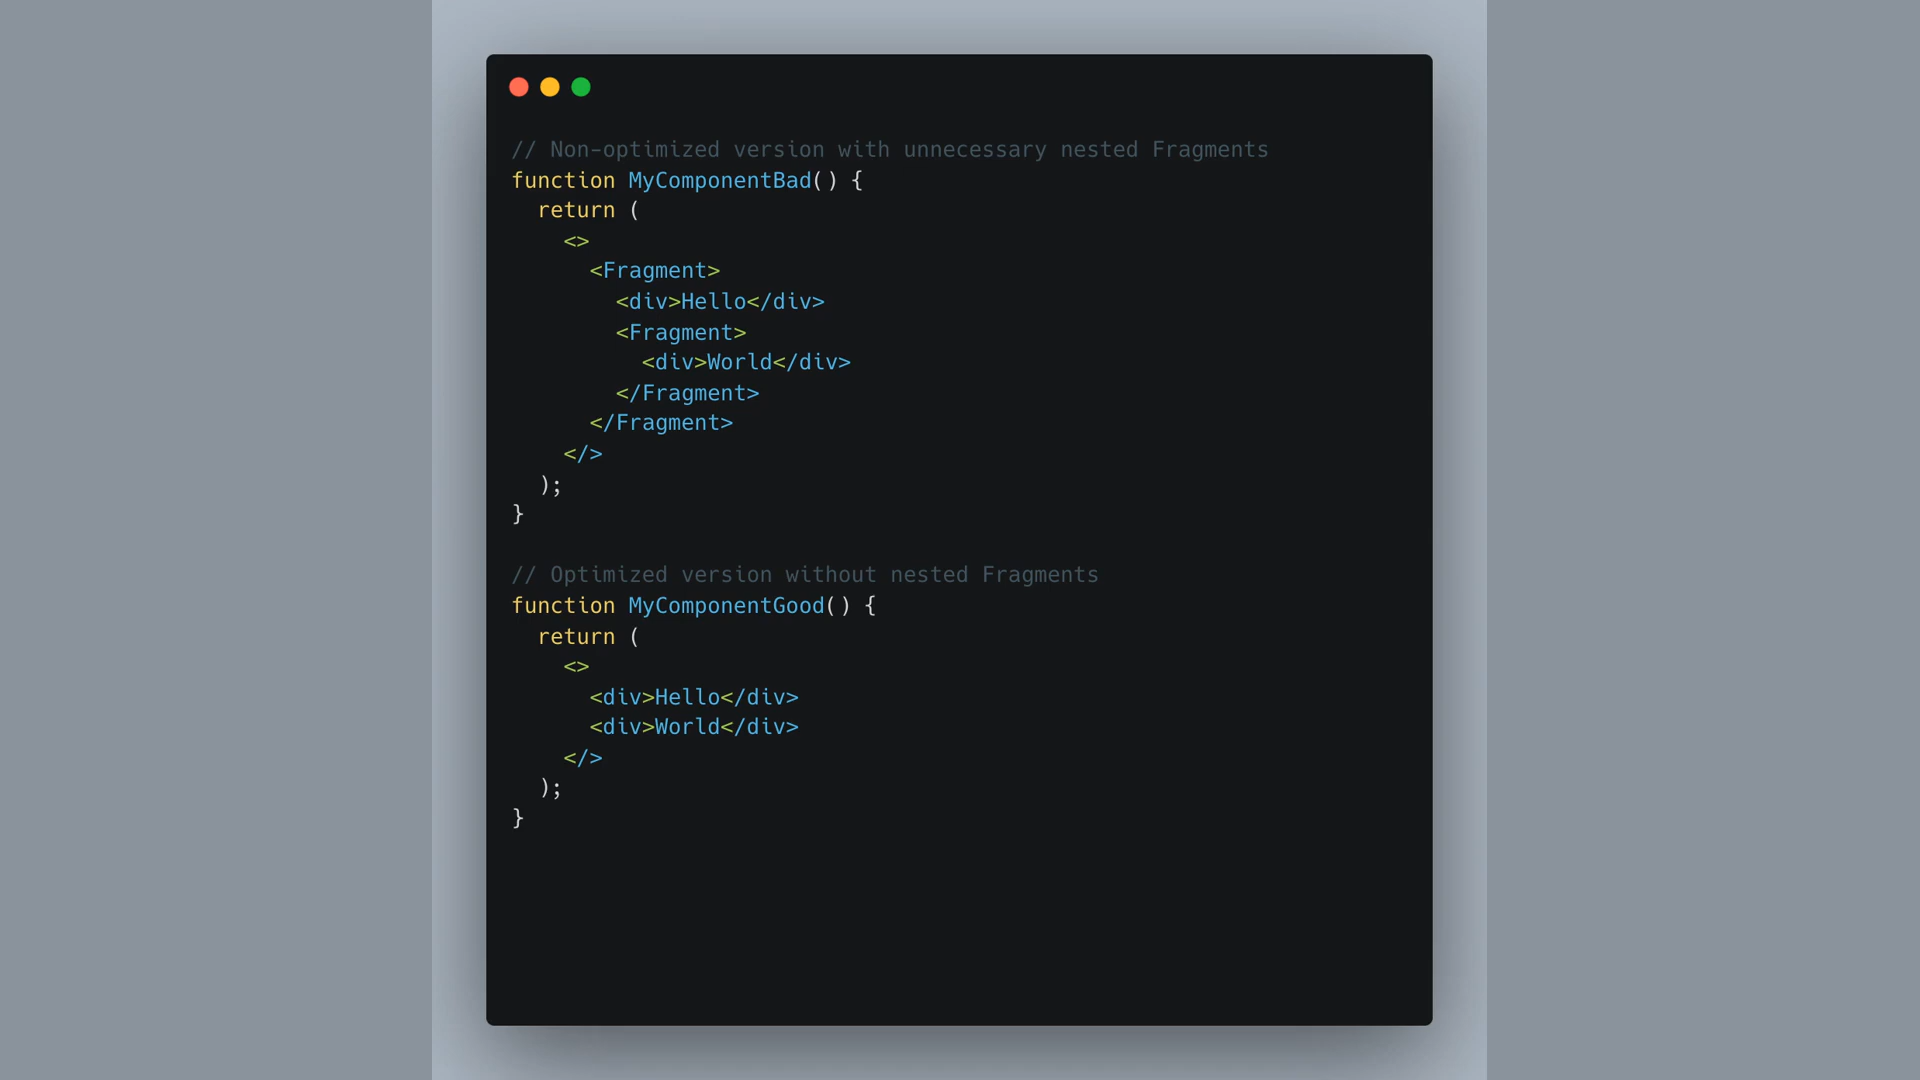 // Non-optimized version with unnecessary nested Fragments
function MyComponentBad() {
  return (
    <>
      <Fragment>
        <div>Hello</div>
        <Fragment>
          <div>World</div>
        </Fragment>
      </Fragment>
    </>
  );
}

// Optimized version without nested Fragments
function MyComponentGood() {
  return (
    <>
      <div>Hello</div>
      <div>World</div>
    </>
  );
}